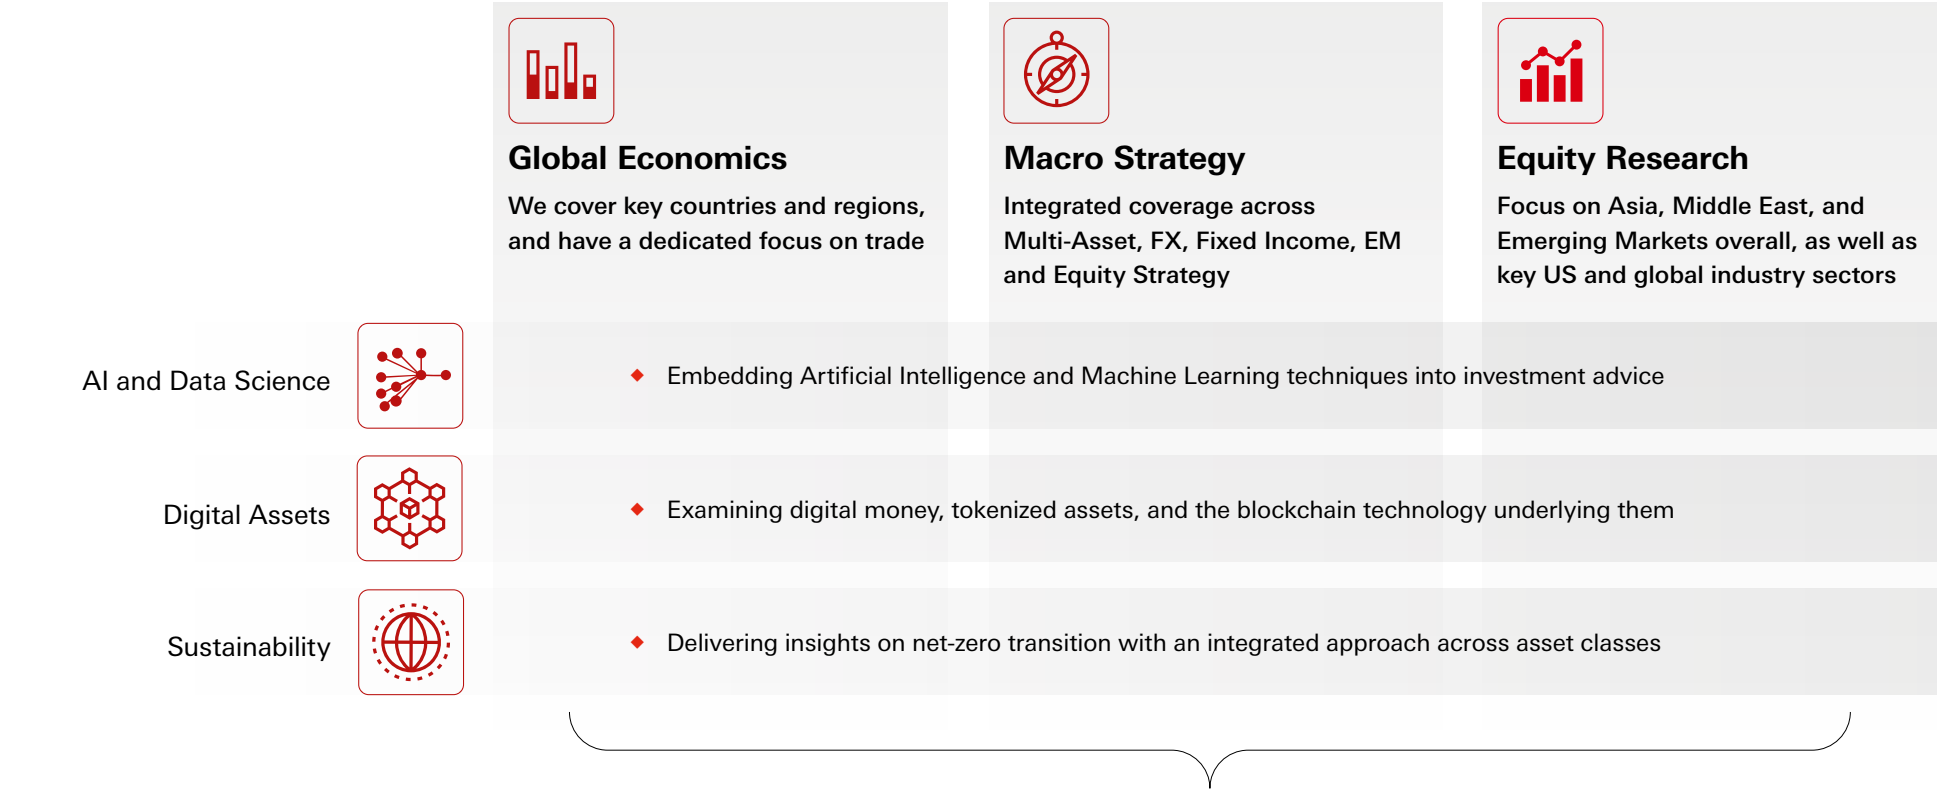 Global Economics
We cover key countries and regions,
and have a dedicated focus on trade
Macro Strategy
Integrated coverage across
Multi-Asset, FX, Fixed Income, EM
and Equity Strategy
Equity Research
Focus on Asia, Middle East, and
Emerging Markets overall, as well as
key US and global industry sectors
AI and Data Science
Embedding Artificial Intelligence and Machine Learning techniques into investment advice
Digital Assets
Examining digital money, tokenized assets, and the blockchain technology underlying them
Sustainability
Delivering insights on net-zero transition with an integrated approach across asset classes